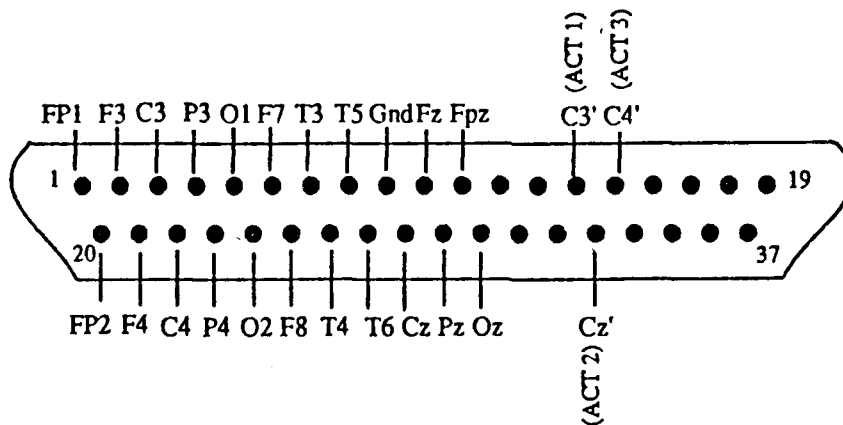 (ACT 1) (ACT 3)
FP1 F3 C3 P3 O1 F7 T3 T5 Gnd Fz Fpz C3' C4'
1 19
20 37
FP2 F4 C4 P4 O2 F8 T4 T6 Cz Pz Oz Cz'
(ACT 2)